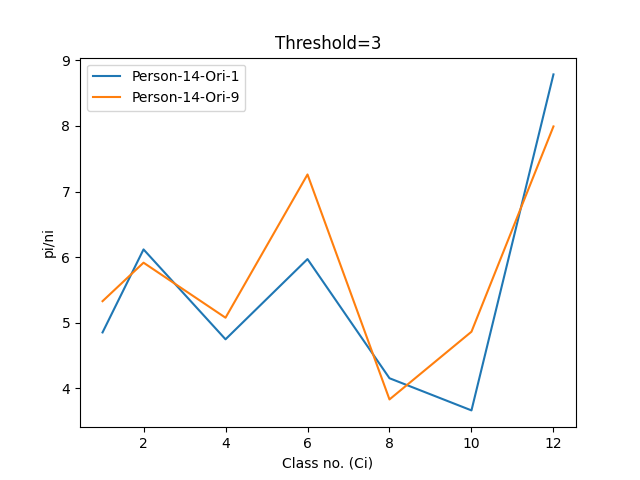 Threshold=3
Person-14-Ori-1
Person-14-Ori-9
9
8
7
6
5
4
pi/ni
2 4 6 8 10 12
Class no. (Ci)